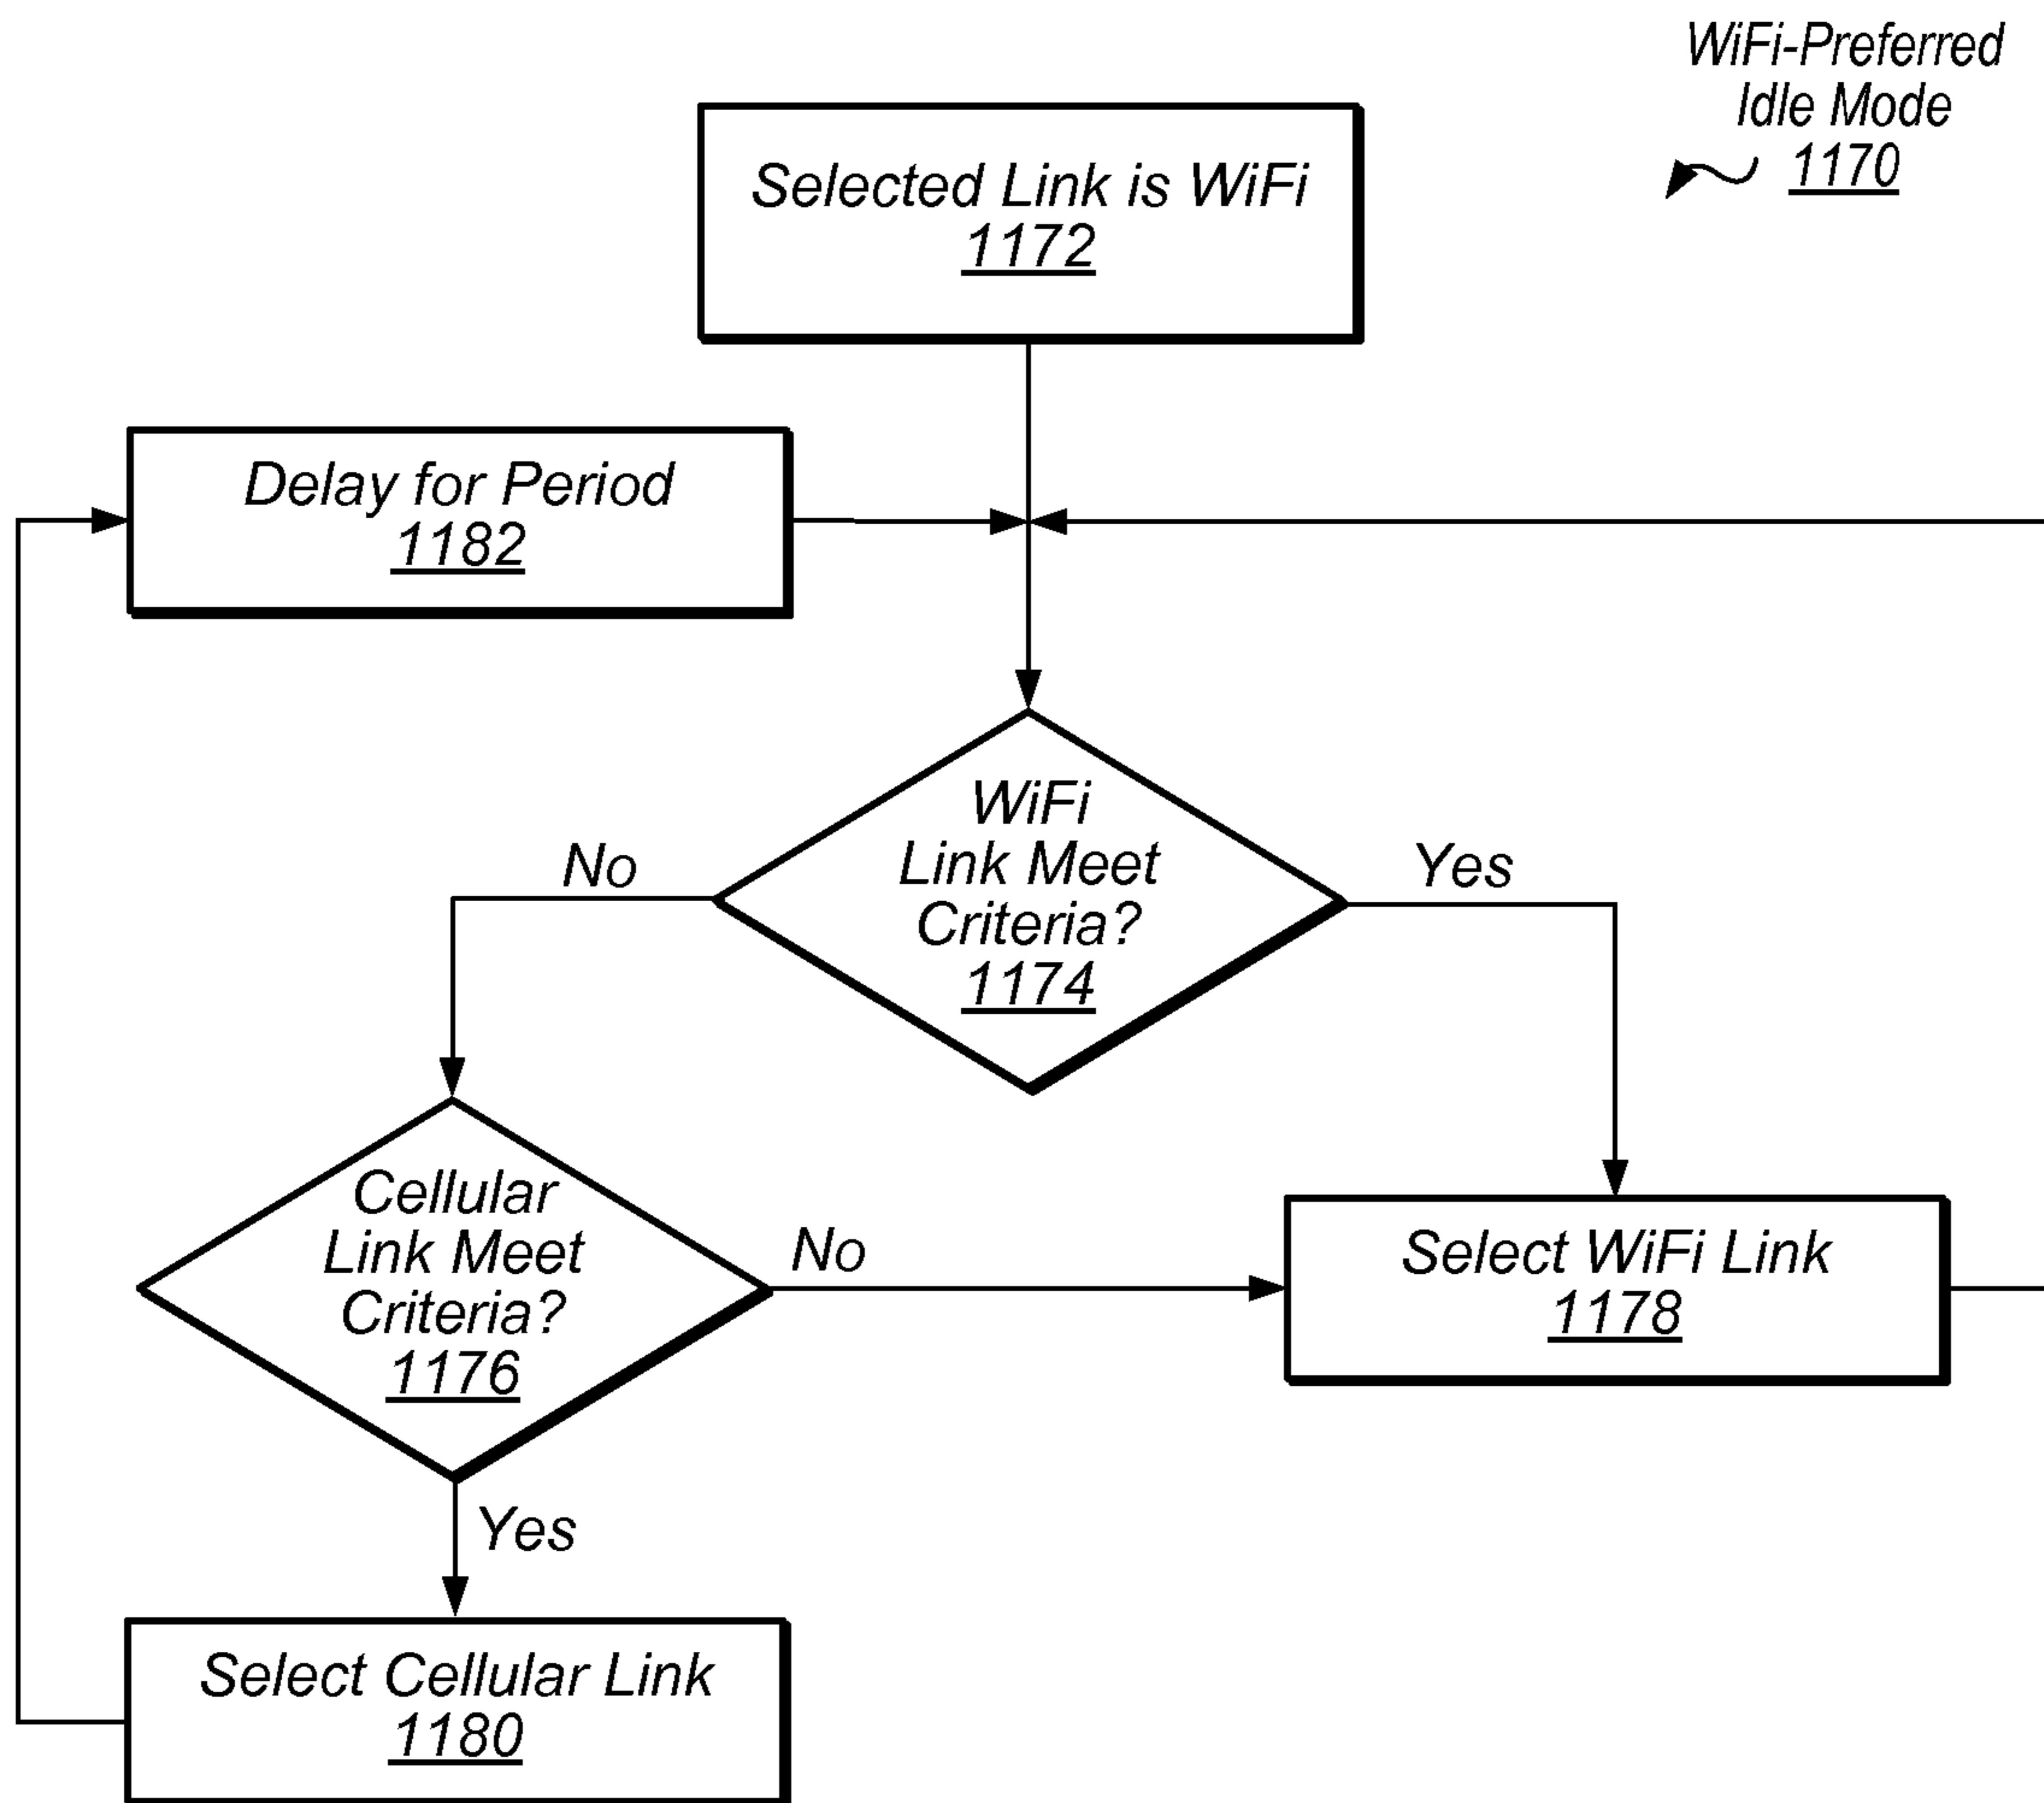 WiFi-Preferred
Idle Mode
1170
Selected Link is WiFi
1172
Delay for Period
1182
WiFi
Link Meet
Criteria?
1174
No
Yes
Cellular
Link Meet
Criteria?
1176
No
Select WiFi Link
1178
Yes
Select Cellular Link
1180